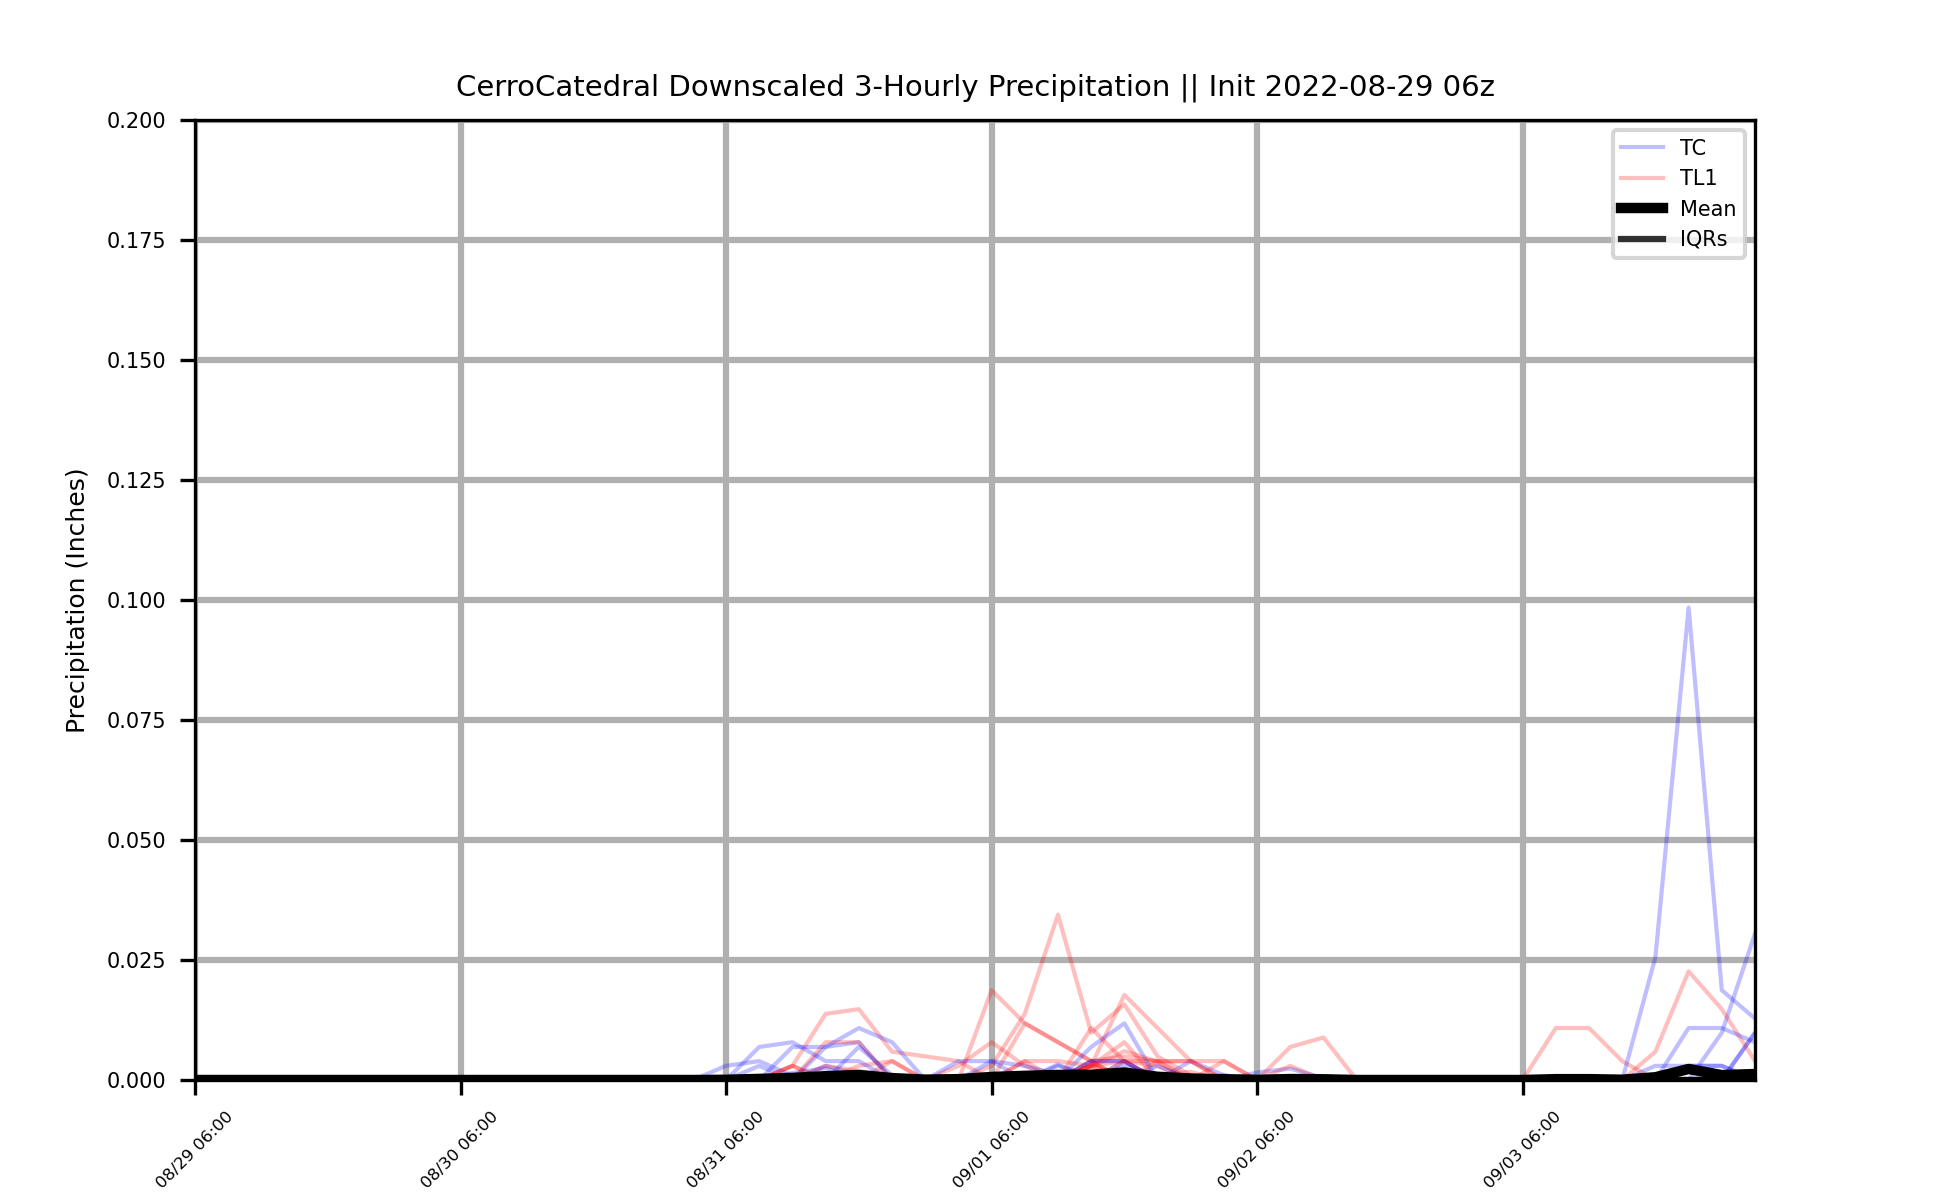 CerroCatedral Downscaled 3-Hourly Precipitation || Init 2022-08-29 06z
TC
TL1
Mean
IQRs
Precipitation (Inches)
0.200
0.175
0.150
0.125
0.100
0.075
0.050
0.025
0.000
08/29 06:00
08/30 06:00
08/31 06:00
09/01 06:00
09/02 06:00
09/03 06:00